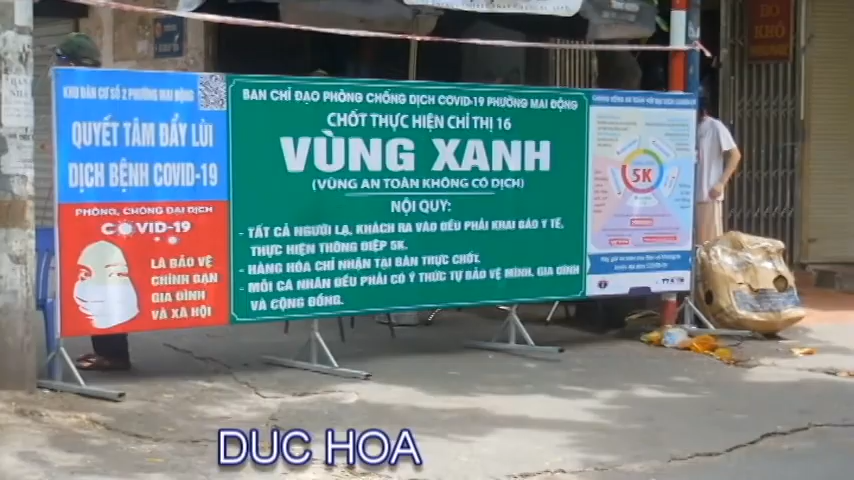 KHU DÂN CƯ SỐ 2 PHƯỜNG MAI ĐỘNG
QUYẾT TÂM ĐẨY LÙI
DỊCH BỆNH COVID-19
PHÒNG, CHỐNG ĐẠI DỊCH
COVID-19
LÀ BẢO VỆ
CHÍNH BẠN
GIA ĐÌNH
VÀ XÃ HỘI
BAN CHỈ ĐẠO PHÒNG CHỐNG DỊCH COVID-19 PHƯỜNG MAI ĐỘNG
CHỐT THỰC HIỆN CHỈ THỊ 16
VÙNG XANH
(VÙNG AN TOÀN KHÔNG CÓ DỊCH)
NỘI QUY:
- TẤT CẢ NGƯỜI LẠ, KHÁCH RA VÀO ĐỀU PHẢI KHAI BÁO Y TẾ,
THỰC HIỆN THÔNG ĐIỆP 5K.
- HÀNG HÓA CHỈ NHẬN TẠI BÀN TRỰC CHỐT.
- MỖI CÁ NHÂN ĐỀU PHẢI CÓ Ý THỨC TỰ BẢO VỆ MÌNH, GIA ĐÌNH
VÀ CỘNG ĐỒNG.
5K
BÒ
KHÔ
DUC HOA